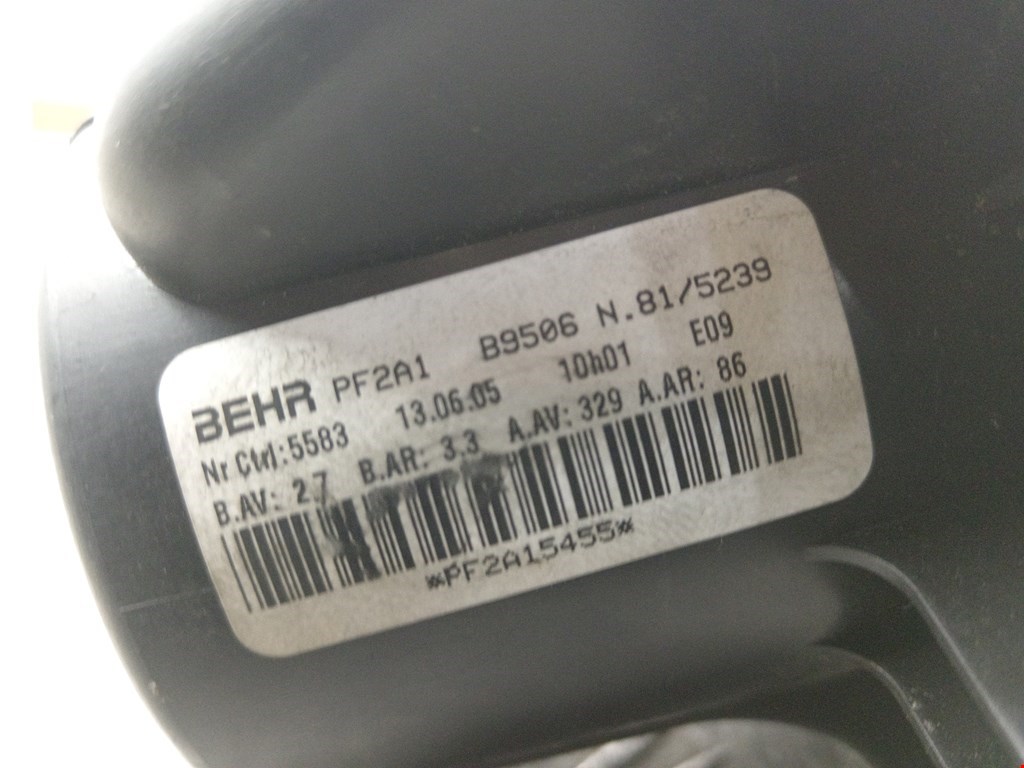 BEHR PF2A1 B9506 N.81/5239
Nr Ctrl:5583 13.06.05 10h01 E09
B.AV: 2.7 B.AR: 3.3 A.AV: 329 A.AR: 86
*PF2A15455*